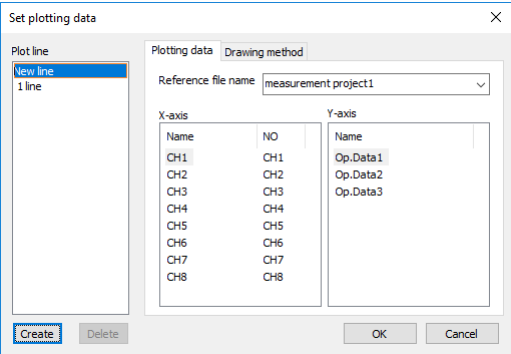 Set plotting data
Plot line
New line
1 line
Create
Delete
Plotting data
Drawing method
Reference file name
measurement project1
X-axis
Name NO
CH1 CH1
CH2 CH2
CH3 CH3
CH4 CH4
CH5 CH5
CH6 CH6
CH7 CH7
CH8 CH8
Y-axis
Name
Op.Data1
Op.Data2
Op.Data3
OK
Cancel